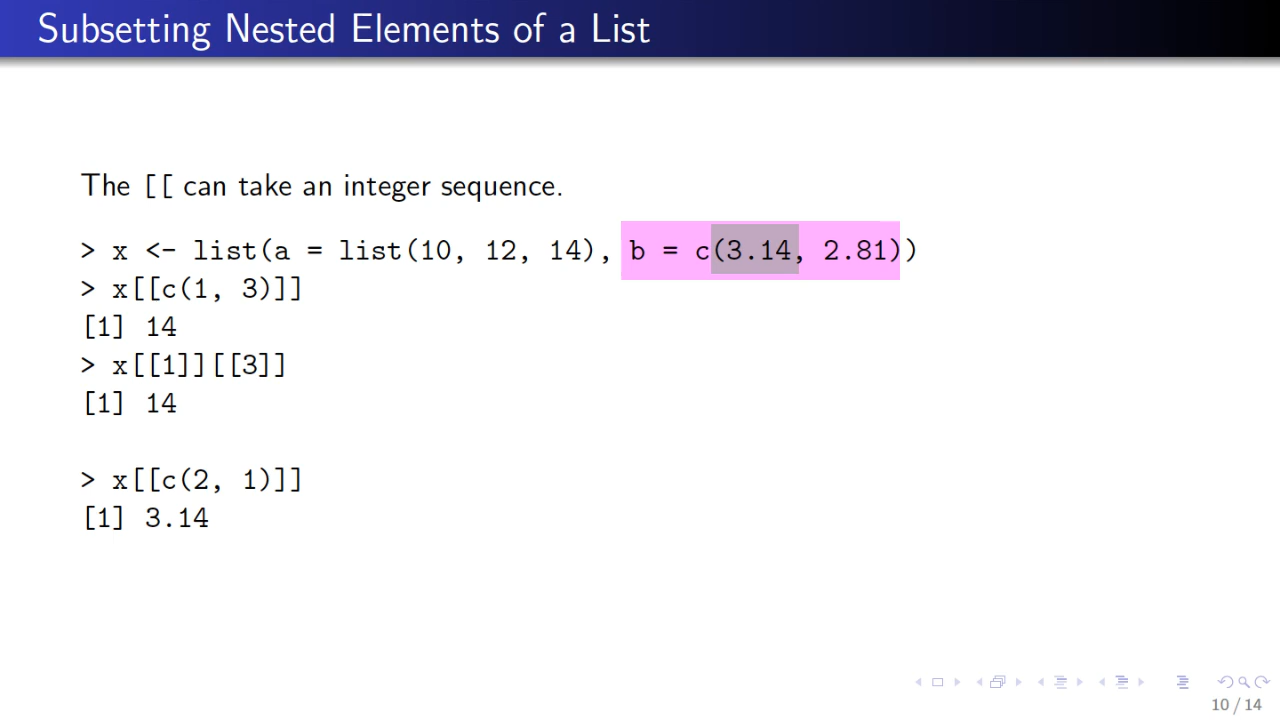 Subsetting Nested Elements of a List
The [[ can take an integer sequence.
> x <- list(a = list(10, 12, 14), b = c(3.14, 2.81))
> x[[c(1, 3)]]
[1] 14
> x[[1]][[3]]
[1] 14
> x[[c(2, 1)]]
[1] 3.14
10 / 14